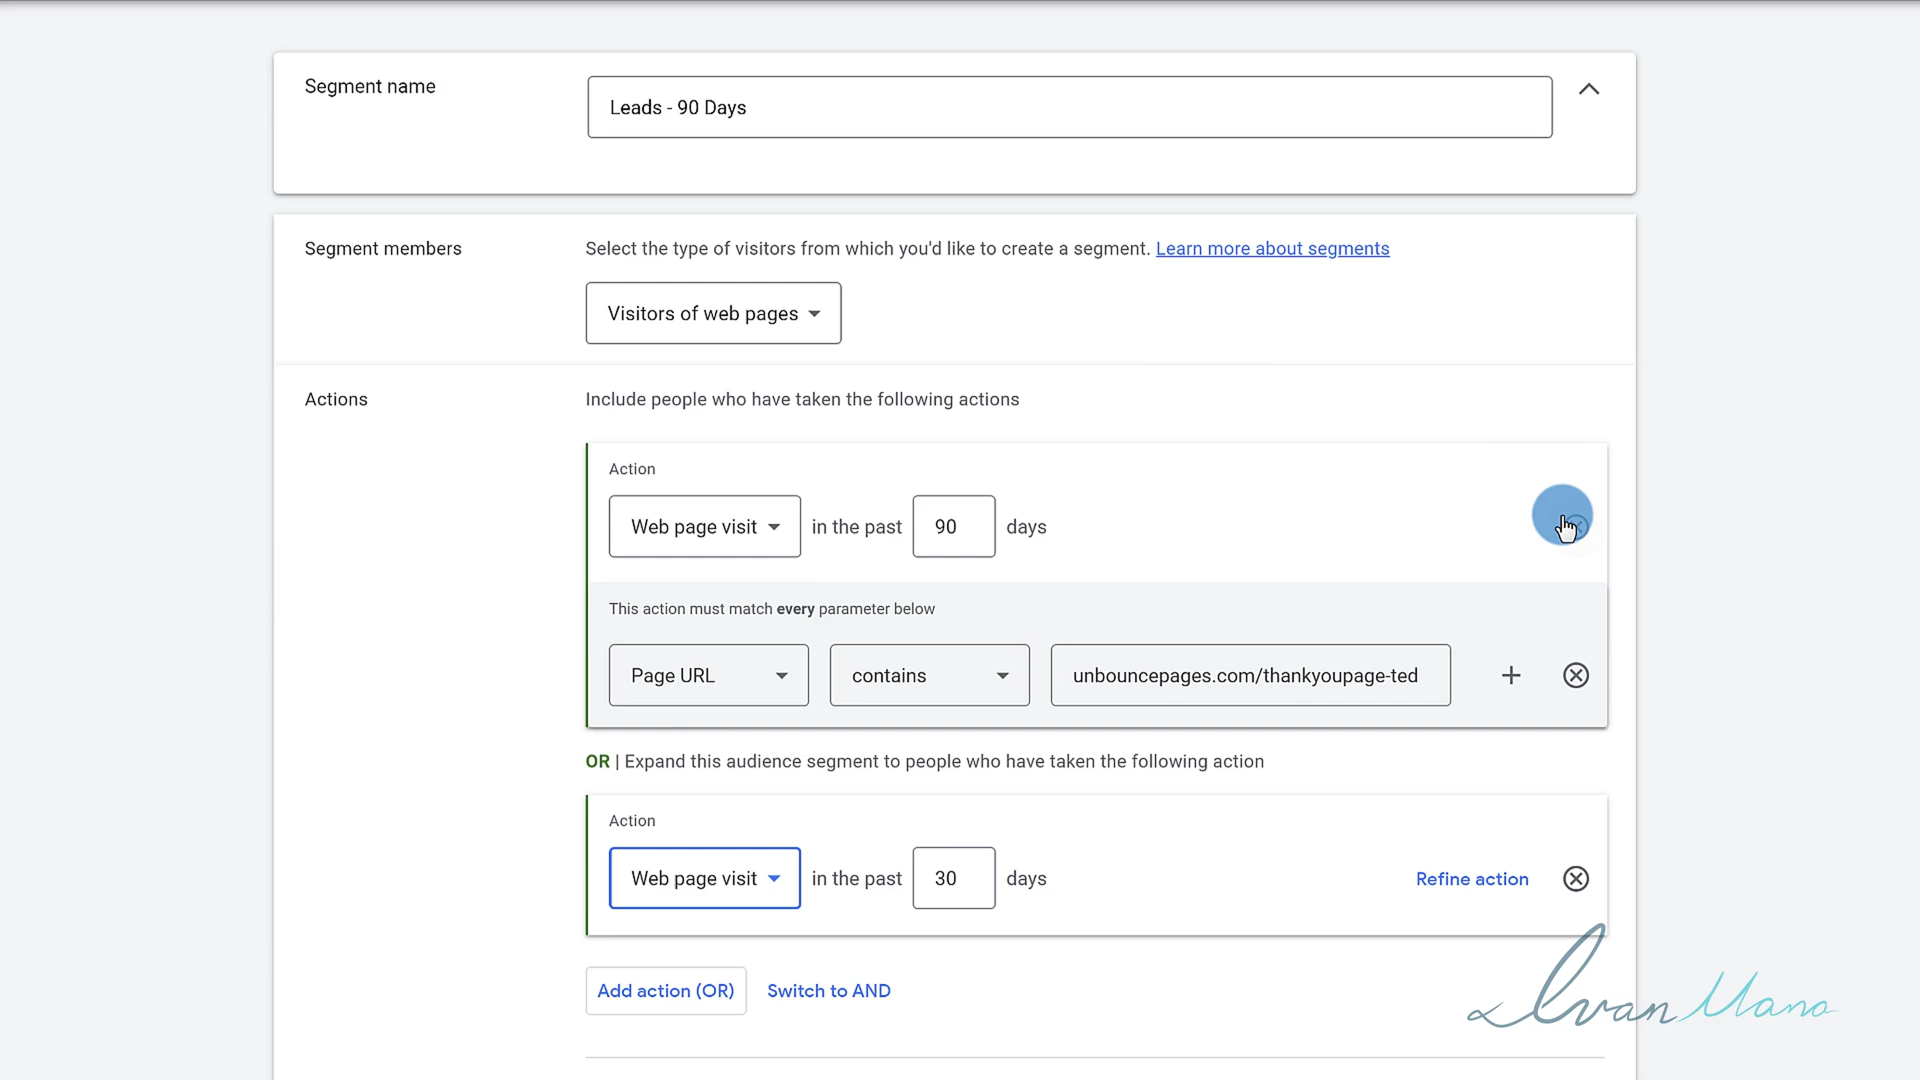 Segment name
Leads - 90 Days
Segment members
Select the type of visitors from which you'd like to create a segment. Learn more about segments
Visitors of web pages
Actions
Include people who have taken the following actions
Action
Web page visit in the past 90 days
This action must match every parameter below
Page URL contains unbouncepages.com/thankyoupage-ted
OR | Expand this audience segment to people who have taken the following action
Action
Web page visit in the past 30 days Refine action
Add action (OR) Switch to AND
Ivan Mana